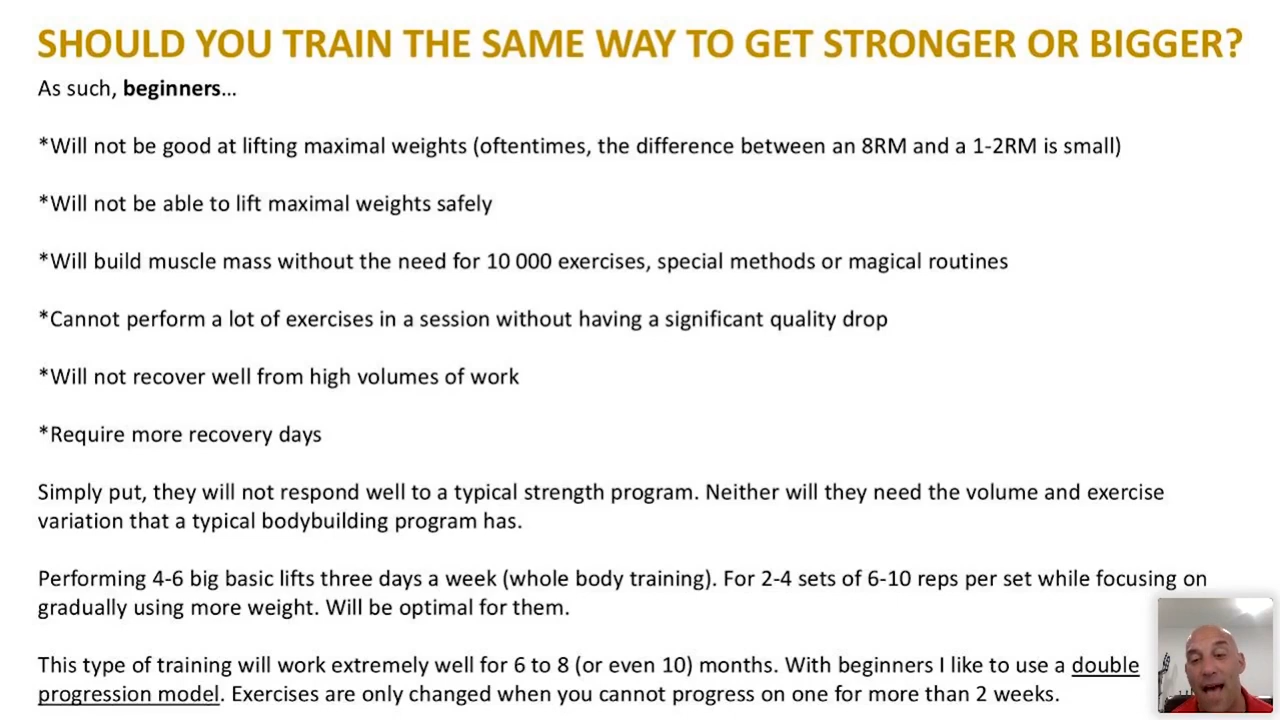 SHOULD YOU TRAIN THE SAME WAY TO GET STRONGER OR BIGGER?
As such, beginners…
*Will not be good at lifting maximal weights (oftentimes, the difference between an 8RM and a 1-2RM is small)
*Will not be able to lift maximal weights safely
*Will build muscle mass without the need for 10 000 exercises, special methods or magical routines
*Cannot perform a lot of exercises in a session without having a significant quality drop
*Will not recover well from high volumes of work
*Require more recovery days
Simply put, they will not respond well to a typical strength program. Neither will they need the volume and exercise
variation that a typical bodybuilding program has.
Performing 4-6 big basic lifts three days a week (whole body training). For 2-4 sets of 6-10 reps per set while focusing on
gradually using more weight. Will be optimal for them.
This type of training will work extremely well for 6 to 8 (or even 10) months. With beginners I like to use a double
progression model. Exercises are only changed when you cannot progress on one for more than 2 weeks.